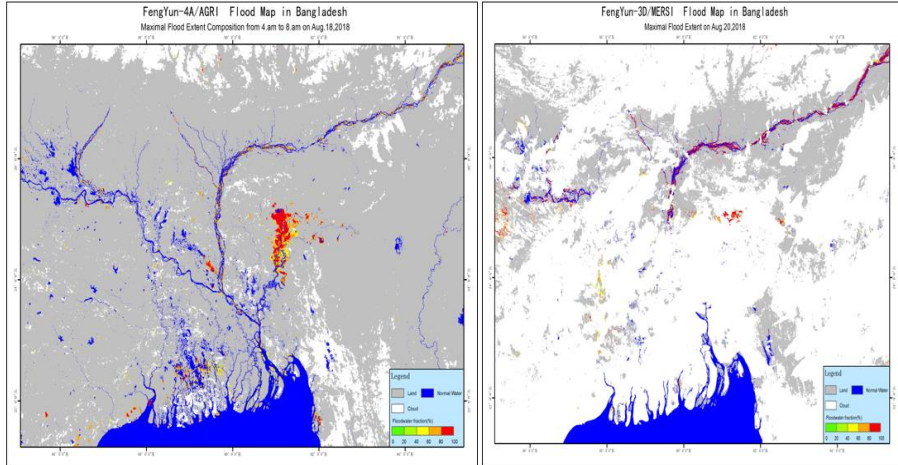 FengYun-4A/AGRI Flood Map in Bangladesh
Maximal Flood Extent Composition from 4.am to 8.am on Aug.18,2018
Legend
Land Normal Water
Cloud
Floodwater fraction(%)
0 20 40 60 80 100
FengYun-3D/MERSI Flood Map in Bangladesh
Maximal Flood Extent on Aug.20,2018
Legend
Land Normal Water
Cloud
Floodwater fraction(%)
0 20 40 60 80 100